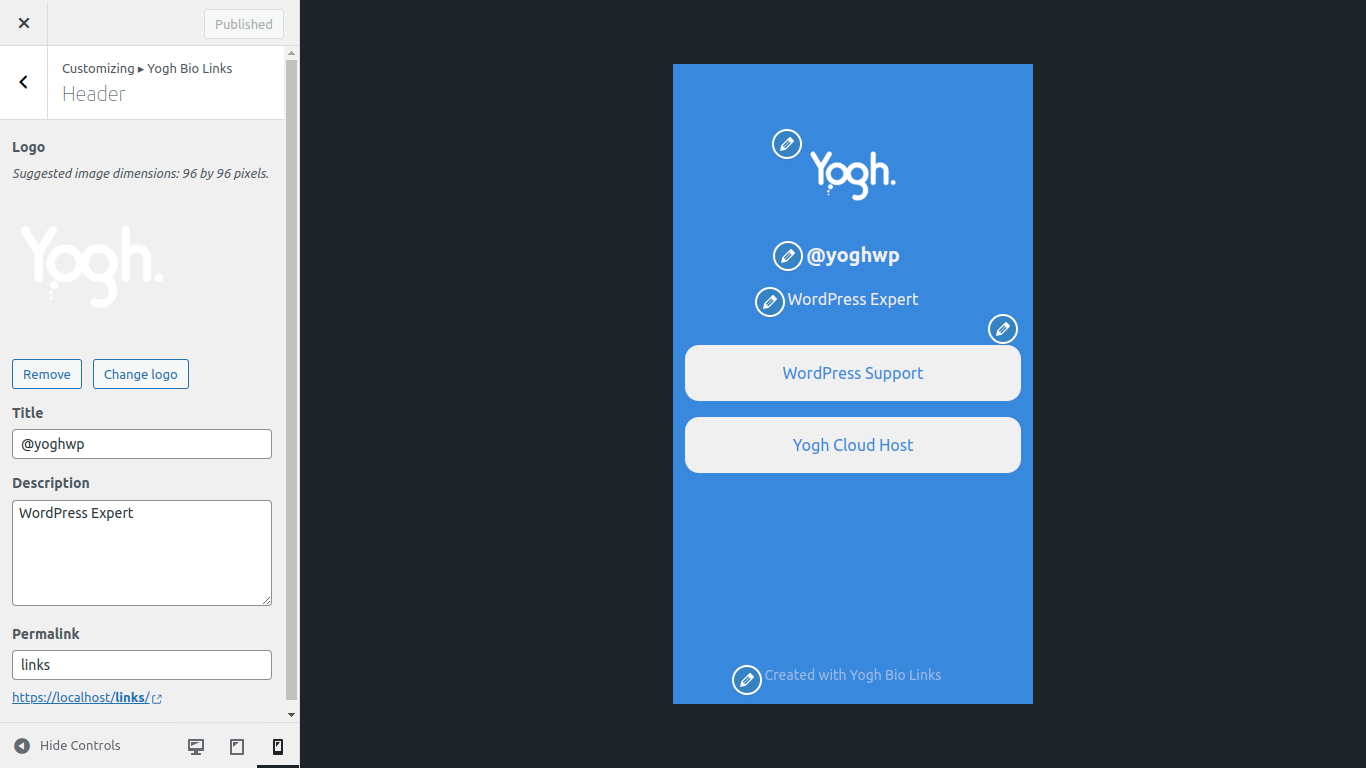 Published
Customizing ▸ Yogh Bio Links
Header
Logo
Suggested image dimensions: 96 by 96 pixels.
Yogh.
Remove
Change logo
Title
@yoghwp
Description
WordPress Expert
Permalink
links
https://localhost/links/
Hide Controls
Yogh.
@yoghwp
WordPress Expert
WordPress Support
Yogh Cloud Host
Created with Yogh Bio Links